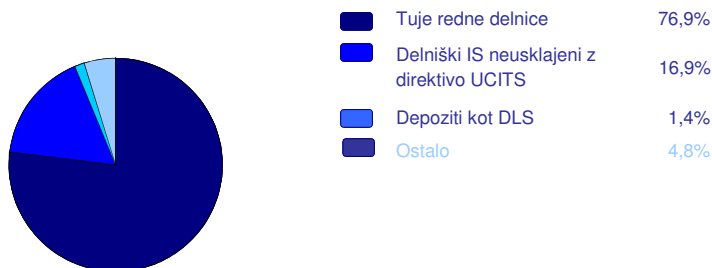 Tuje redne delnice 76,9%
Delniški IS neusklajeni z
direktivo UCITS 16,9%
Depoziti kot DLS 1,4%
Ostalo 4,8%